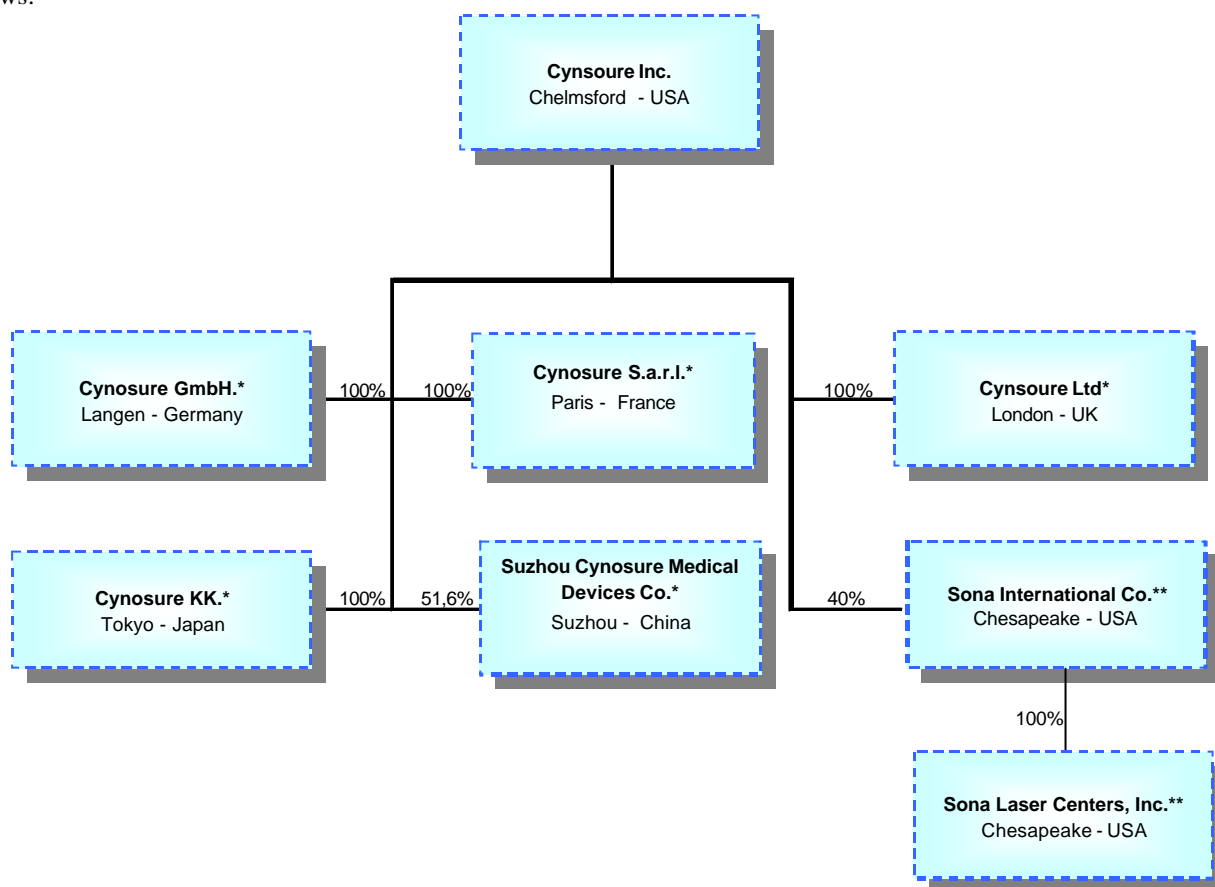 ws:
Cynsoure Inc.
Chelmsford - USA
Cynosure GmbH.*
Langen - Germany
100%
100%
Cynosure S.a.r.l.*
Paris - France
100%
Cynsoure Ltd*
London - UK
Cynosure KK.*
Tokyo - Japan
100%
51,6%
Suzhou Cynosure Medical
Devices Co.*
Suzhou - China
40%
Sona International Co.**
Chesapeake - USA
100%
Sona Laser Centers, Inc.**
Chesapeake - USA